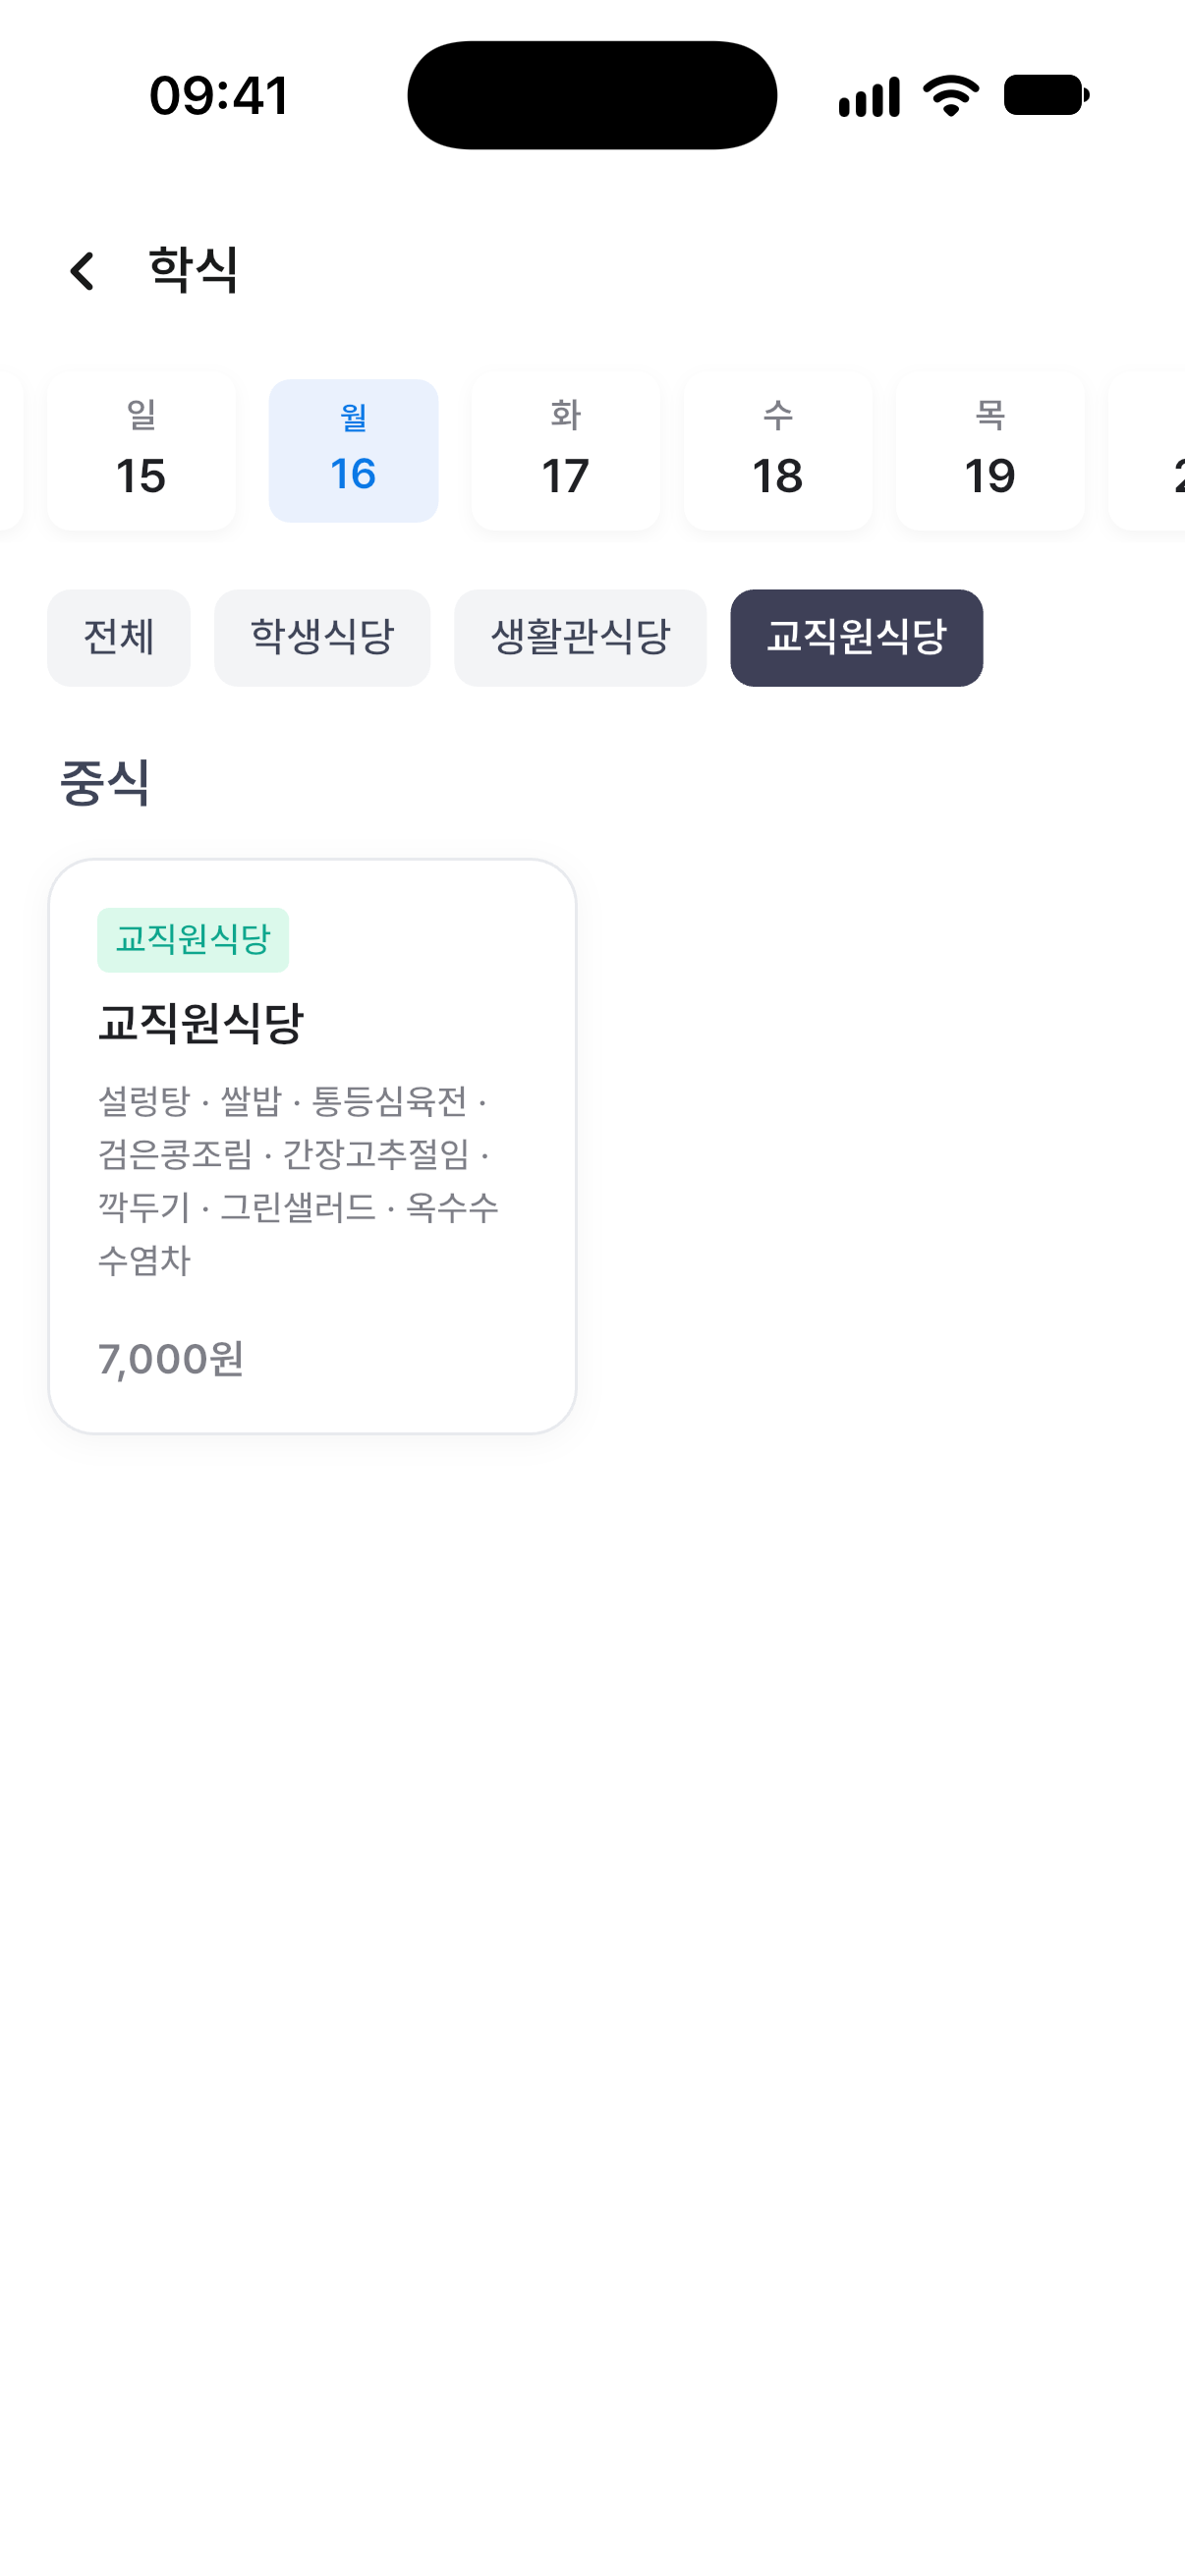 09:41
학식
일 월 화 수 목
15 16 17 18 19 2
전체 학생식당 생활관식당 교직원식당
중식
교직원식당
교직원식당
설렁탕 · 쌀밥 · 통등심육전 ·
검은콩조림 · 간장고추절임 ·
깍두기 · 그린샐러드 · 옥수수
수염차
7,000원